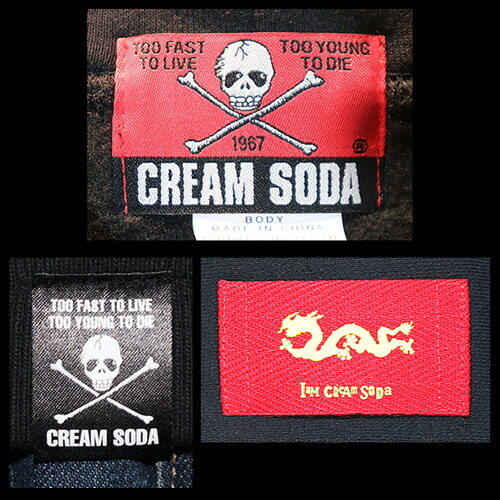 TOO FAST TO LIVE
TOO YOUNG TO DIE
1967
®
CREAM SODA
BODY
MADE IN CHINA
TOO FAST TO LIVE
TOO YOUNG TO DIE
CREAM SODA
I am CReam SoDa